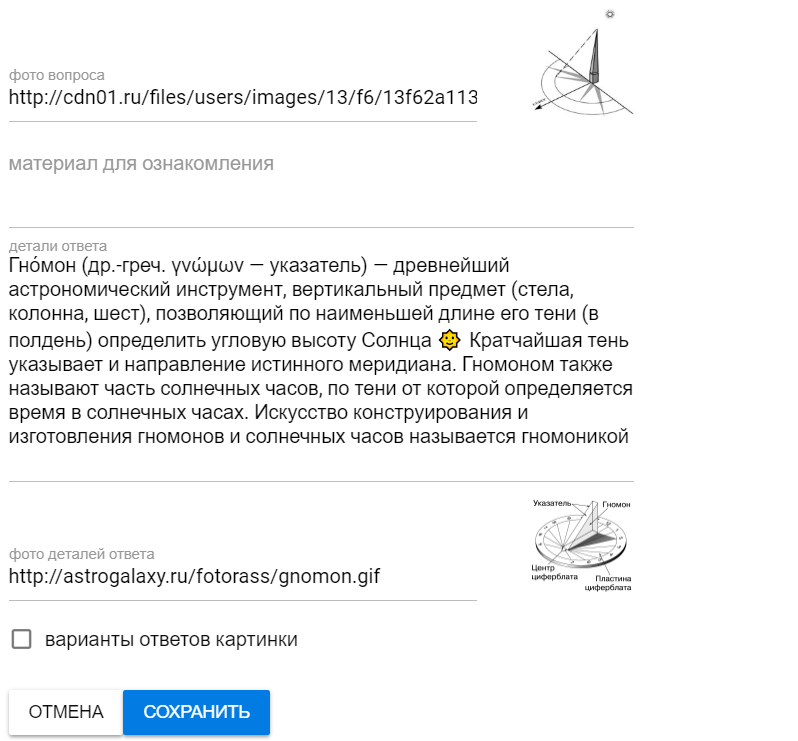 фото вопроса
http://cdn01.ru/files/users/images/13/f6/13f62a113
материал для ознакомления
детали ответа
Гно́мон (др.-греч. γνώμων — указатель) — древнейший
астрономический инструмент, вертикальный предмет (стела,
колонна, шест), позволяющий по наименьшей длине его тени (в
полдень) определить угловую высоту Солнца 🌞 Кратчайшая тень
указывает и направление истинного меридиана. Гномоном также
называют часть солнечных часов, по тени от которой определяется
время в солнечных часах. Искусство конструирования и
изготовления гномонов и солнечных часов называется гномоникой
Указатель
Гномон
Центр
циферблата
Пластина
циферблата
фото деталей ответа
http://astrogalaxy.ru/fotorass/gnomon.gif
варианты ответов картинки
ОТМЕНА
СОХРАНИТЬ